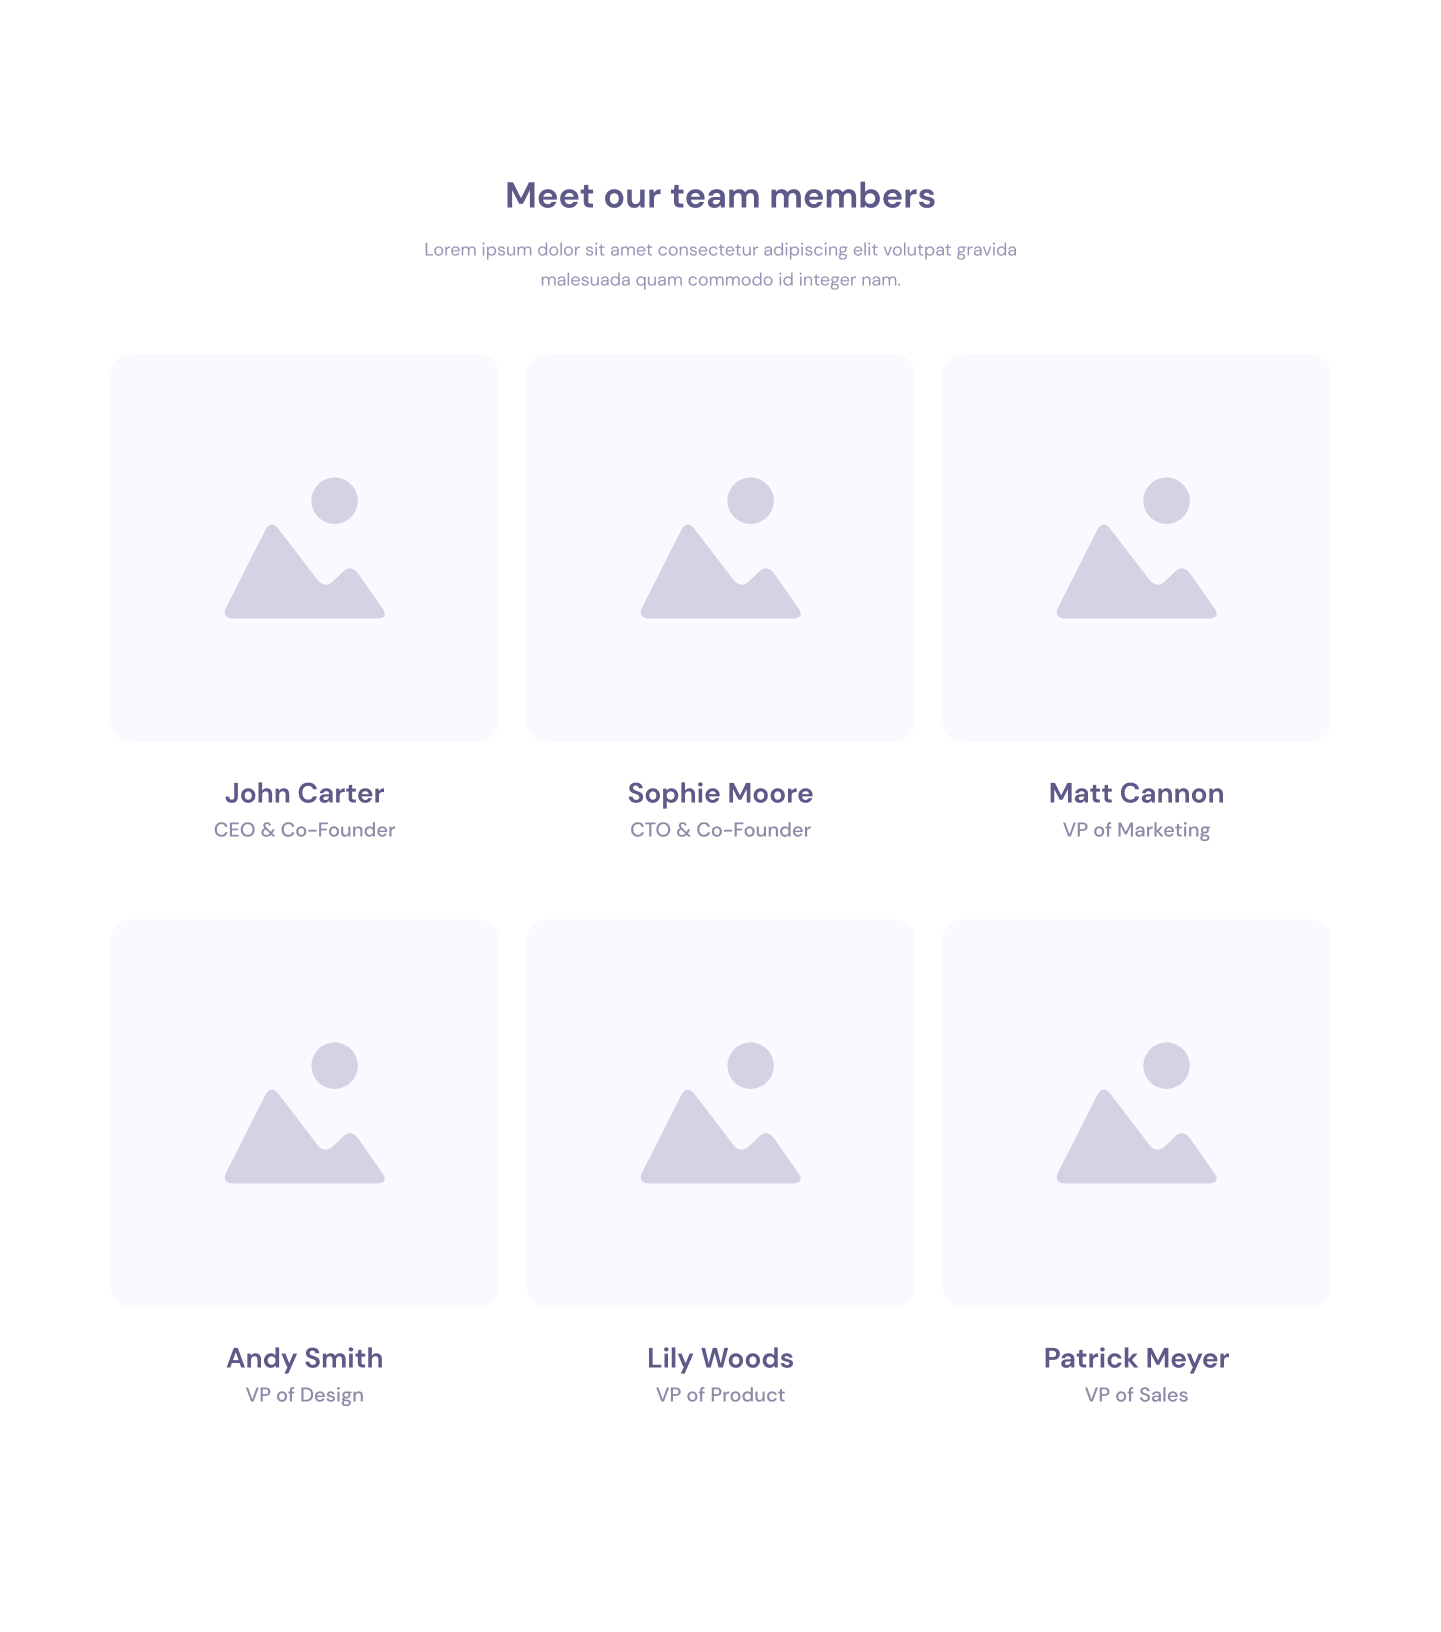 Meet our team members
Lorem ipsum dolor sit amet consectetur adipiscing elit volutpat gravida
malesuada quam commodo id integer nam.
John Carter
CEO & Co-Founder
Sophie Moore
CTO & Co-Founder
Matt Cannon
VP of Marketing
Andy Smith
VP of Design
Lily Woods
VP of Product
Patrick Meyer
VP of Sales